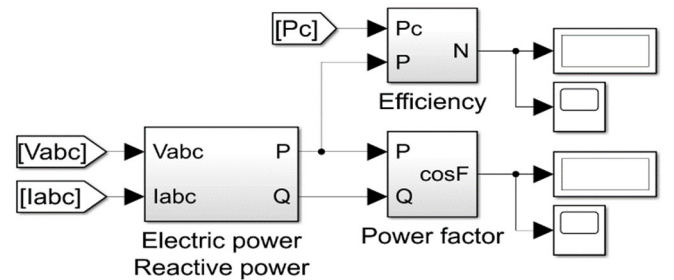 [Pc]
Pc
P
N
Efficiency
[Vabc]
Vabc
P
[Iabc]
Iabc
Q
Electric power
Reactive power
P
cosF
Q
Power factor